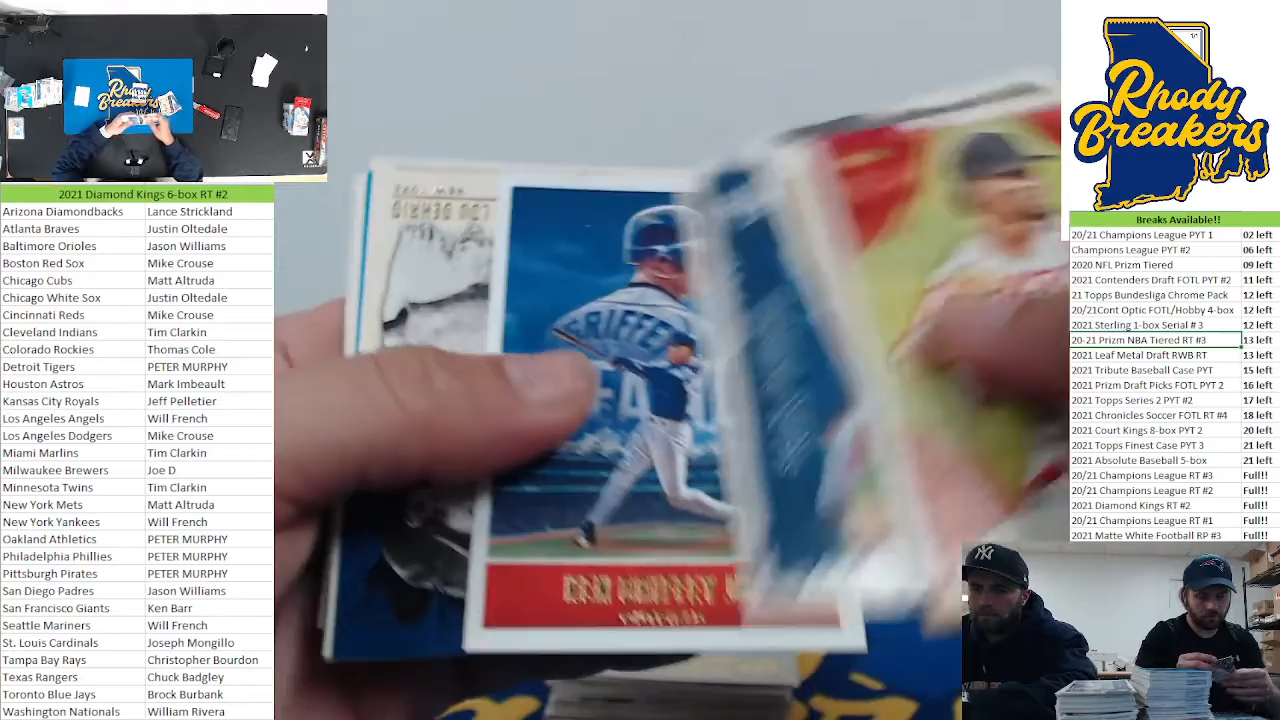 Rhody
Breakers
2021 Diamond Kings 6-box RT #2
Arizona Diamondbacks Lance Strickland
Atlanta Braves Justin Oltedale
Baltimore Orioles Jason Williams
Boston Red Sox Mike Crouse
Chicago Cubs Matt Altruda
Chicago White Sox Justin Oltedale
Cincinnati Reds Mike Crouse
Cleveland Indians Tim Clarkin
Colorado Rockies Thomas Cole
Detroit Tigers PETER MURPHY
Houston Astros Mark Imbeault
Kansas City Royals Jeff Pelletier
Los Angeles Angels Will French
Los Angeles Dodgers Mike Crouse
Miami Marlins Tim Clarkin
Milwaukee Brewers Joe D
Minnesota Twins Tim Clarkin
New York Mets Matt Altruda
New York Yankees Will French
Oakland Athletics PETER MURPHY
Philadelphia Phillies PETER MURPHY
Pittsburgh Pirates PETER MURPHY
San Diego Padres Jason Williams
San Francisco Giants Ken Barr
Seattle Mariners Will French
St. Louis Cardinals Joseph Mongillo
Tampa Bay Rays Christopher Bourdon
Texas Rangers Chuck Badgley
Toronto Blue Jays Brock Burbank
Washington Nationals William Rivera
LOU GEHRIG
GRIFFEY
Rhody
Breakers
1/1
Breaks Available!!
20/21 Champions League PYT 1 02 left
Champions League PYT #2 06 left
2020 NFL Prizm Tiered 09 left
2021 Contenders Draft FOTL PYT #2 11 left
21 Topps Bundesliga Chrome Pack 12 left
20/21Cont Optic FOTL/Hobby 4-box 12 left
2021 Sterling 1-box Serial # 3 12 left
20-21 Prizm NBA Tiered RT #3 13 left
2021 Leaf Metal Draft RWB RT 13 left
2021 Tribute Baseball Case PYT 15 left
2021 Prizm Draft Picks FOTL PYT 2 16 left
2021 Topps Series 2 PYT #2 17 left
2021 Chronicles Soccer FOTL RT #4 18 left
2021 Court Kings 8-box PYT 2 20 left
2021 Topps Finest Case PYT 3 21 left
2021 Absolute Baseball 5-box 21 left
20/21 Champions League RT #3 Full!!
20/21 Champions League RT #2 Full!!
2021 Diamond Kings RT #2 Full!!
20/21 Champions League RT #1 Full!!
2021 Matte White Football RP #3 Full!!